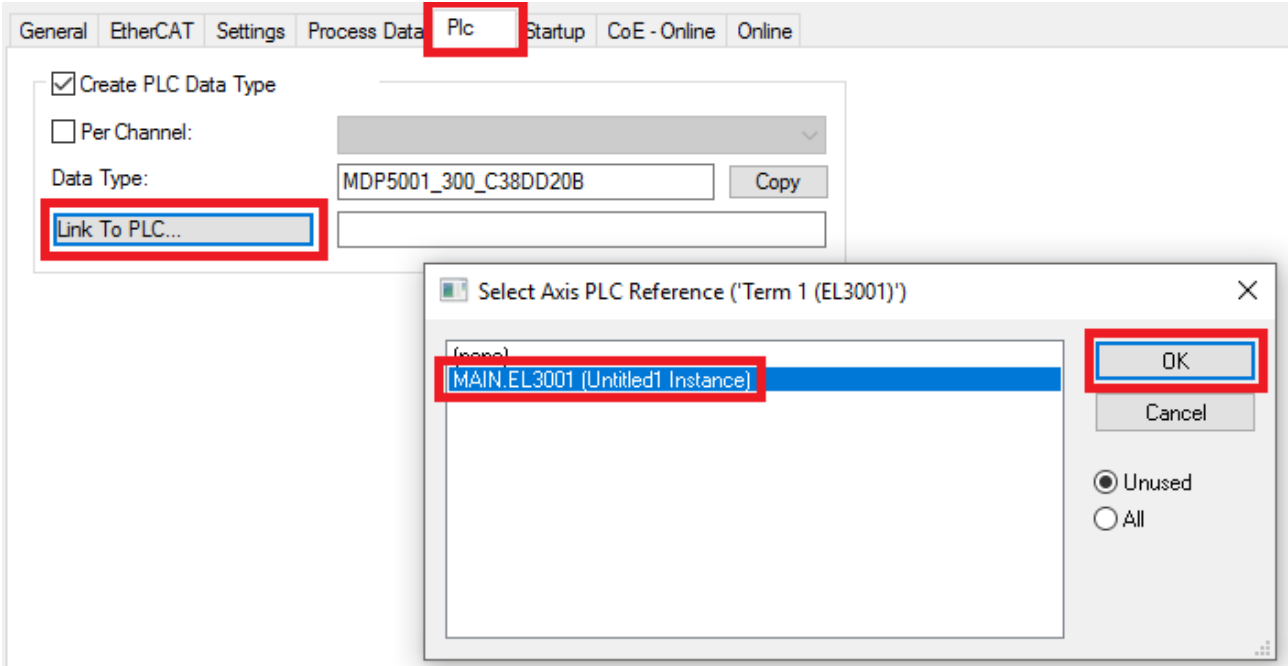 General EtherCAT Settings Process Data Plc Startup CoE - Online Online
Create PLC Data Type
Per Channel:
Data Type: MDP5001_300_C38DD20B Copy
Link To PLC...
Select Axis PLC Reference ('Term 1 (EL3001)')
(none)
MAIN.EL3001 (Untitled1 Instance)
OK
Cancel
Unused
All